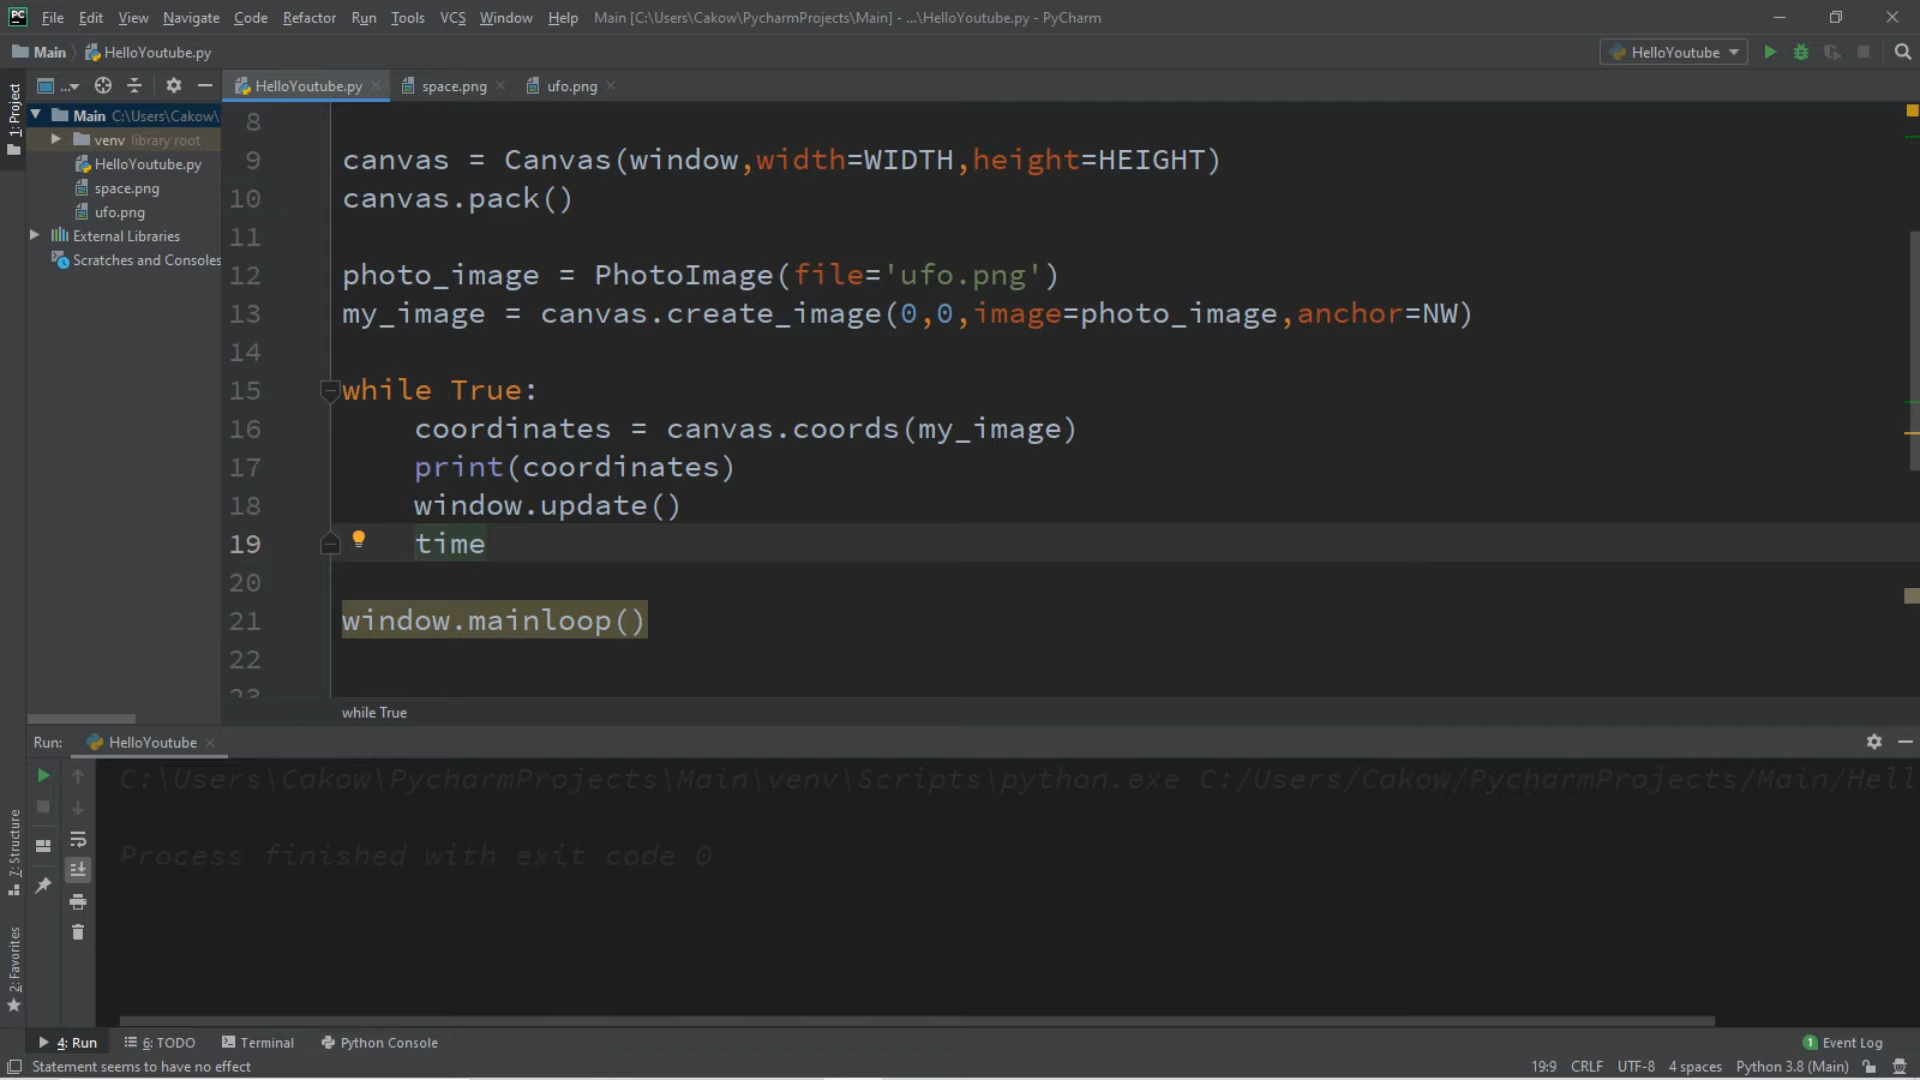 PC File Edit View Navigate Code Refactor Run Tools VCS Window Help Main [C:\Users\Cakow\PycharmProjects\Main] - ...\HelloYoutube.py - PyCharm
Main HelloYoutube.py HelloYoutube
... HelloYoutube.py space.png ufo.png
1: Project
Main C:\Users\Cakow\
venv library root
HelloYoutube.py
space.png
ufo.png
External Libraries
Scratches and Consoles
8
9 canvas = Canvas(window,width=WIDTH,height=HEIGHT)
10 canvas.pack()
11
12 photo_image = PhotoImage(file='ufo.png')
13 my_image = canvas.create_image(0,0,image=photo_image,anchor=NW)
14
15 while True:
16 coordinates = canvas.coords(my_image)
17 print(coordinates)
18 window.update()
19 time
20
21 window.mainloop()
22
23
while True
Run: HelloYoutube
C:\Users\Cakow\PycharmProjects\Main\venv\Scripts\python.exe C:/Users/Cakow/PycharmProjects/Main/Hell
Process finished with exit code 0
7: Structure
2: Favorites
4: Run 6: TODO Terminal Python Console 1 Event Log
Statement seems to have no effect 19:9 CRLF UTF-8 4 spaces Python 3.8 (Main)